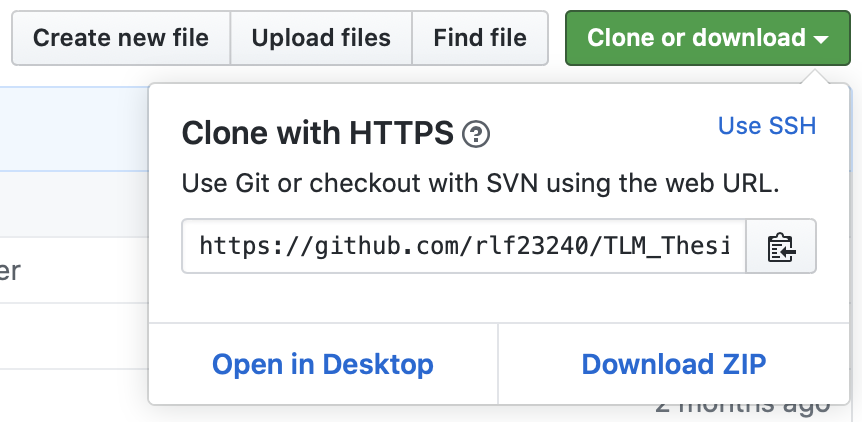 Create new file Upload files Find file Clone or download
Clone with HTTPS ? Use SSH
Use Git or checkout with SVN using the web URL.
https://github.com/rlf23240/TLM_Thesi
er
Open in Desktop Download ZIP
2 months ago